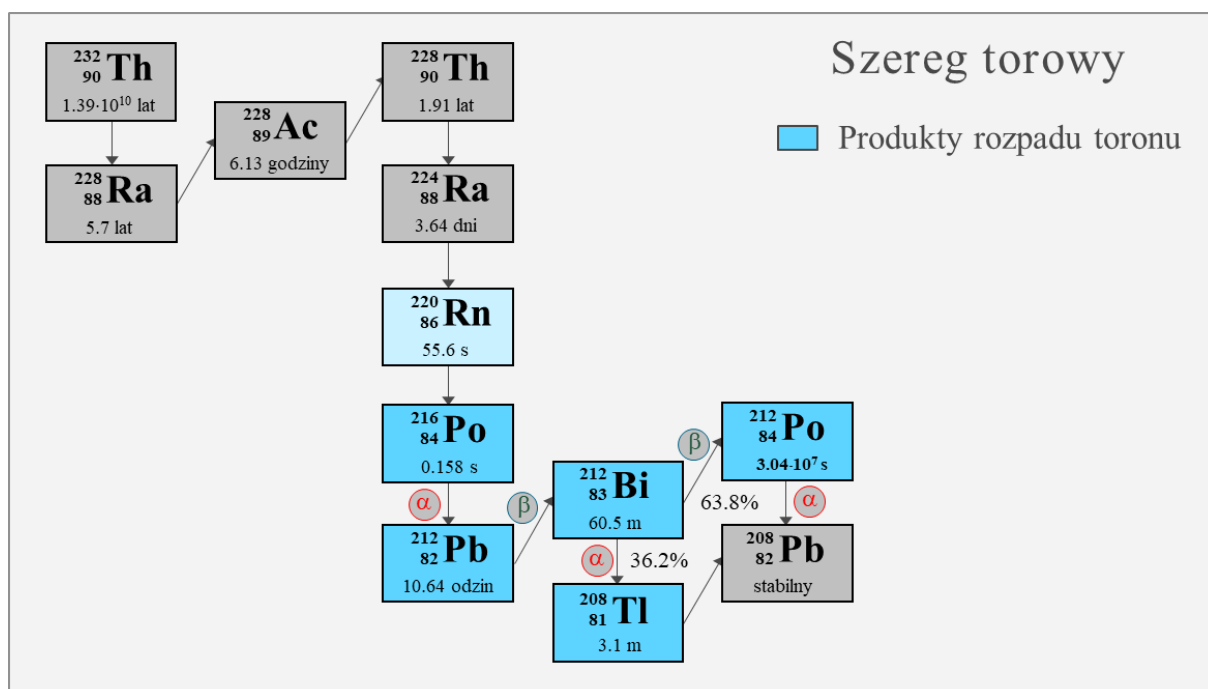 Szereg torowy
Produkty rozpadu toronu
232
90 Th
1.39·10¹⁰ lat
228
90 Th
1.91 lat
228
89 Ac
6.13 godziny
228
88 Ra
5.7 lat
224
88 Ra
3.64 dni
220
86 Rn
55.6 s
216
84 Po
0.158 s
212
84 Po
3.04·10⁷ s
β
β
212
83 Bi
60.5 m
63.8%
α
α
212
82 Pb
10.64 odzin
α
36.2%
208
82 Pb
stabilny
208
81 Tl
3.1 m